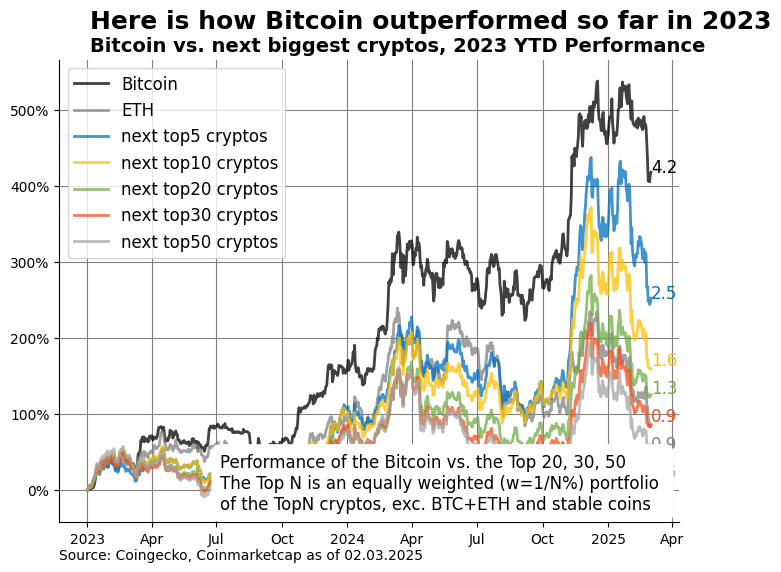 Here is how Bitcoin outperformed so far in 2023
Bitcoin vs. next biggest cryptos, 2023 YTD Performance
Bitcoin
ETH
next top5 cryptos
next top10 cryptos
next top20 cryptos
next top30 cryptos
next top50 cryptos
500%
400%
300%
200%
100%
0%
4.2
2.5
1.6
1.3
0.9
0.9
Performance of the Bitcoin vs. the Top 20, 30, 50
The Top N is an equally weighted (w=1/N%) portfolio
of the TopN cryptos, exc. BTC+ETH and stable coins
2023 Apr Jul Oct 2024 Apr Jul Oct 2025 Apr
Source: Coingecko, Coinmarketcap as of 02.03.2025